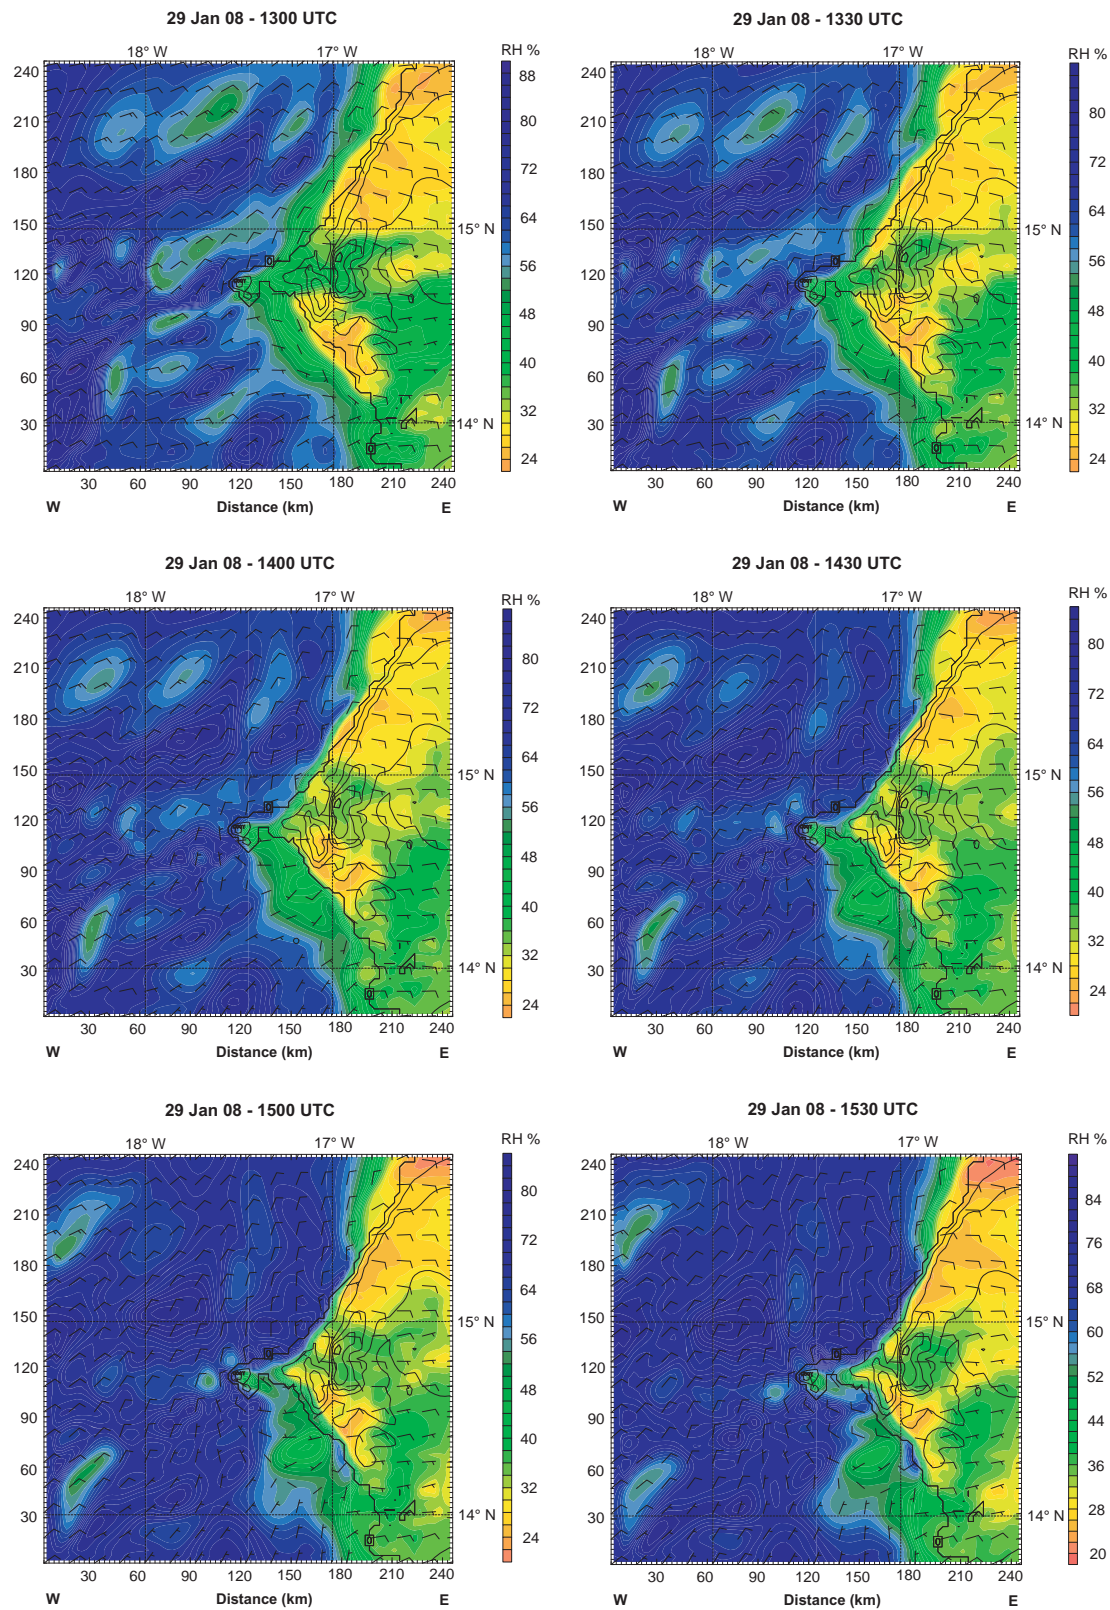 29 Jan 08 - 1300 UTC
29 Jan 08 - 1330 UTC
18° W 17° W RH %
18° W 17° W RH %
240 210 180 150 120 90 60 30
15° N
14° N
88 80 72 64 56 48 40 32 24
30 60 90 120 150 180 210 240
W Distance (km) E
240 210 180 150 120 90 60 30
15° N
14° N
80 72 64 56 48 40 32 24
30 60 90 120 150 180 210 240
W Distance (km) E
29 Jan 08 - 1400 UTC
29 Jan 08 - 1430 UTC
18° W 17° W RH %
18° W 17° W RH %
240 210 180 150 120 90 60 30
15° N
14° N
80 72 64 56 48 40 32 24
30 60 90 120 150 180 210 240
W Distance (km) E
240 210 180 150 120 90 60 30
15° N
14° N
80 72 64 56 48 40 32 24
30 60 90 120 150 180 210 240
W Distance (km) E
29 Jan 08 - 1500 UTC
29 Jan 08 - 1530 UTC
18° W 17° W RH %
18° W 17° W RH %
240 210 180 150 120 90 60 30
15° N
14° N
80 72 64 56 48 40 32 24
30 60 90 120 150 180 210 240
W Distance (km) E
240 210 180 150 120 90 60 30
15° N
14° N
84 76 68 60 52 44 36 28 20
30 60 90 120 150 180 210 240
W Distance (km) E